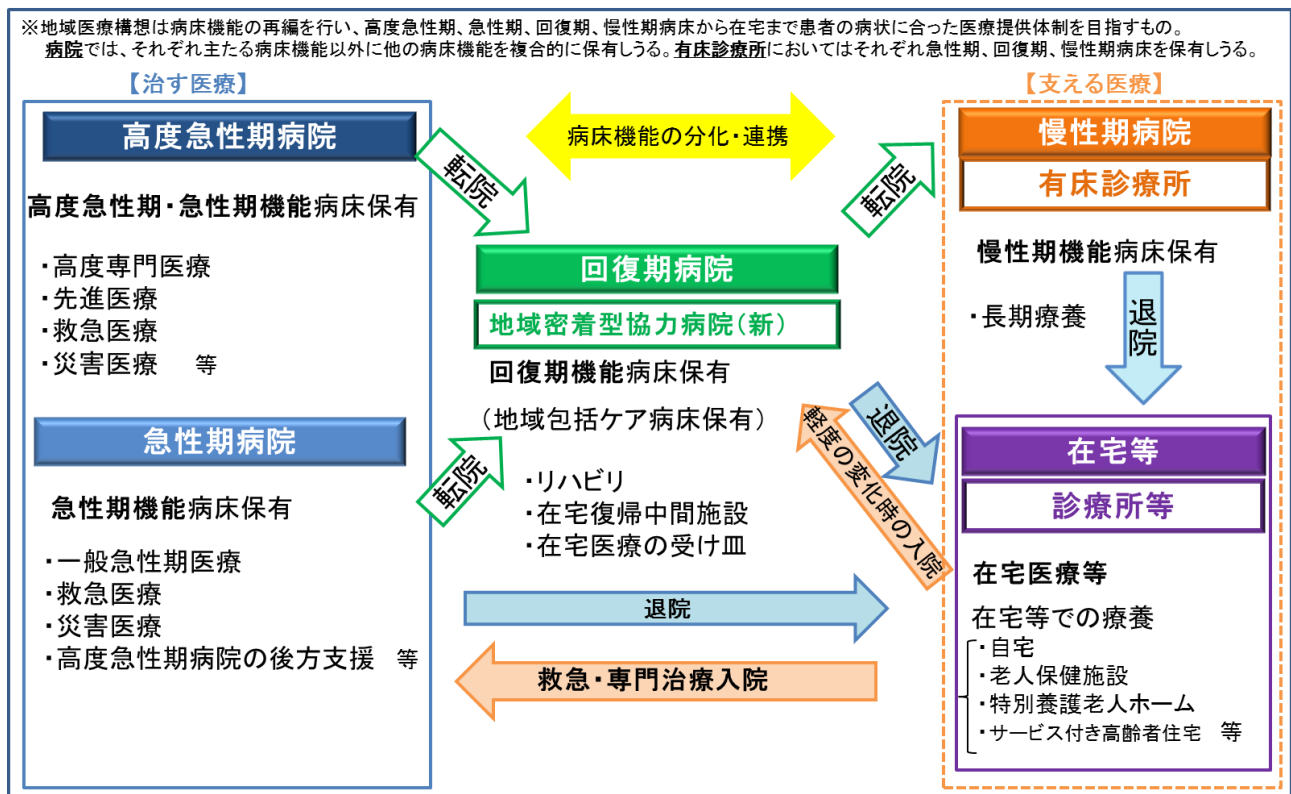 ※地域医療構想は病床機能の再編を行い、高度急性期、急性期、回復期、慢性期病床から在宅まで患者の病状に合った医療提供体制を目指すもの。
病院では、それぞれ主たる病床機能以外に他の病床機能を複合的に保有しうる。有床診療所においてはそれぞれ急性期、回復期、慢性期病床を保有しうる。
【治す医療】
高度急性期病院
高度急性期・急性期機能病床保有
・高度専門医療
・先進医療
・救急医療
・災害医療　等
急性期病院
急性期機能病床保有
・一般急性期医療
・救急医療
・災害医療
・高度急性期病院の後方支援　等
病床機能の分化・連携
転院
転院
転院
回復期病院
地域密着型協力病院（新）
回復期機能病床保有
（地域包括ケア病床保有）
・リハビリ
・在宅復帰中間施設
・在宅医療の受け皿
退院
軽度の変化時の入院
退院
救急・専門治療入院
【支える医療】
慢性期病院
有床診療所
慢性期機能病床保有
・長期療養
退院
在宅等
診療所等
在宅医療等
在宅等での療養
・自宅
・老人保健施設
・特別養護老人ホーム
・サービス付き高齢者住宅　等